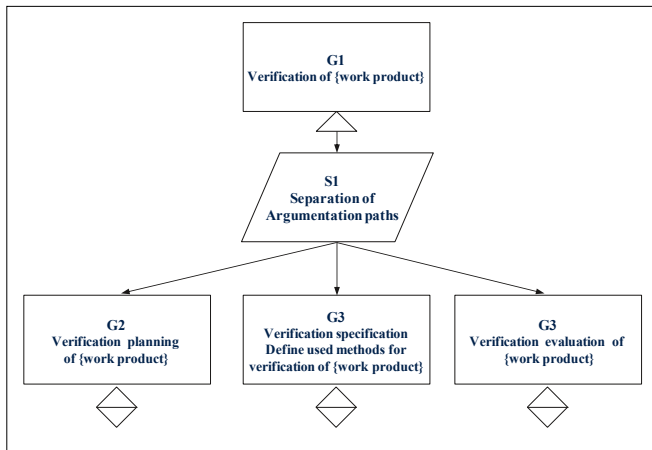 G1
Verification of {work product}
S1
Separation of
Argumentation paths
G2
Verification planning
of {work product}
G3
Verification specification
Define used methods for
verification of {work product}
G3
Verification evaluation of
{work product}